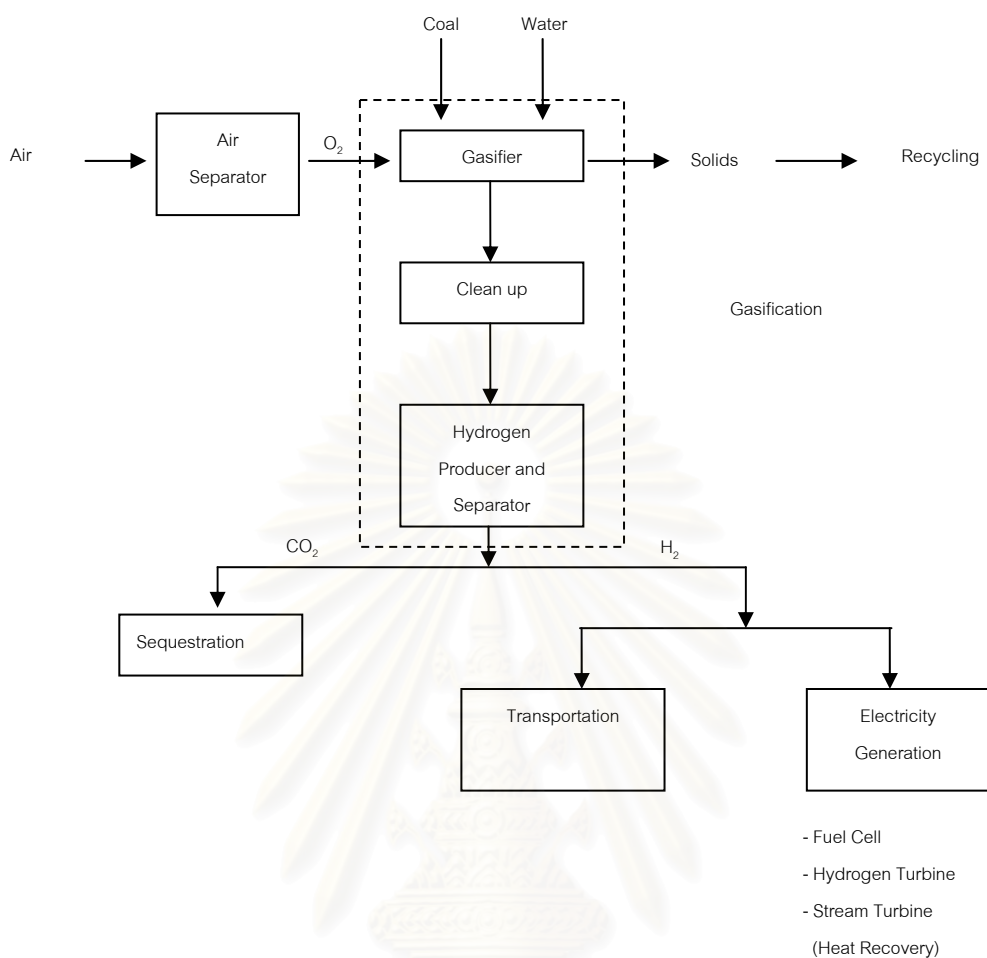 Coal
Water
Air
Air
Separator
O₂
Gasifier
Solids
Recycling
Clean up
Gasification
Hydrogen
Producer and
Separator
CO₂
H₂
Sequestration
Transportation
Electricity
Generation
- Fuel Cell
- Hydrogen Turbine
- Stream Turbine
(Heat Recovery)